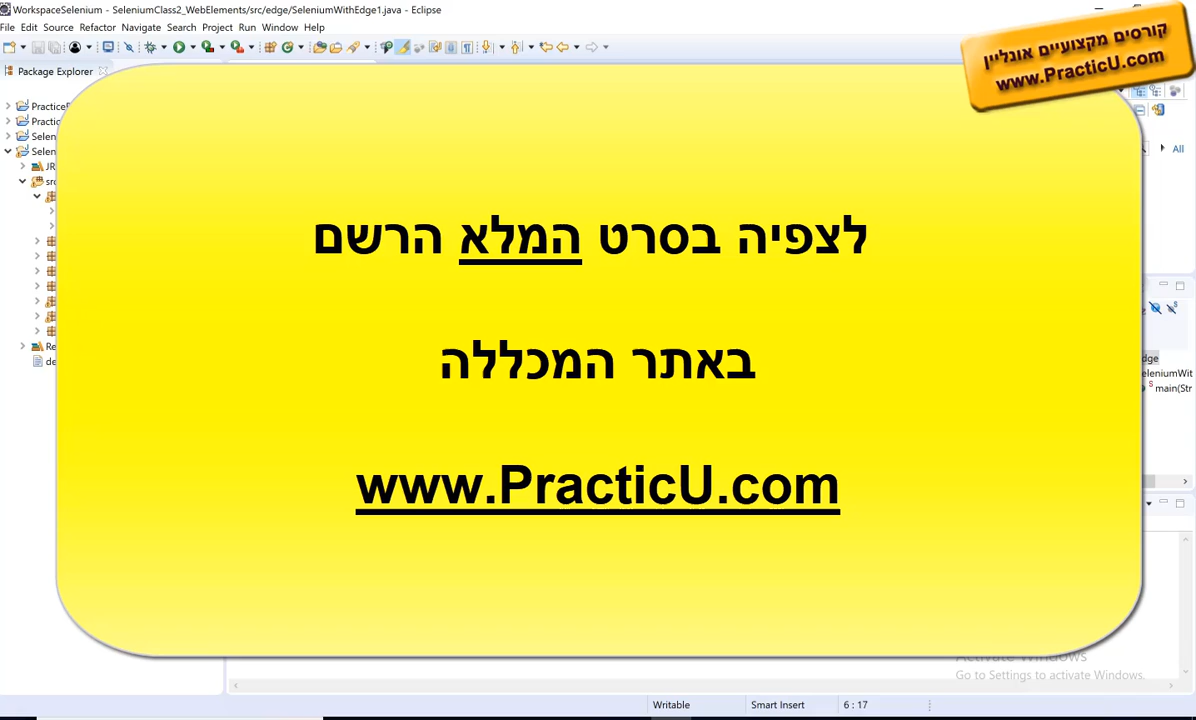 WorkspaceSelenium - SeleniumClass2_WebElements/src/edge/SeleniumWithEdge1.java - Eclipse
File Edit Source Refactor Navigate Search Project Run Window Help
קורסים מקצועיים אונליין
www.PracticU.com
Package Explorer
All
לצפיה בסרט המלא הרשם
באתר המכללה
www.PracticU.com
main(Str
Activate Windows
Go to Settings to activate Windows.
Writable Smart Insert 6 : 17